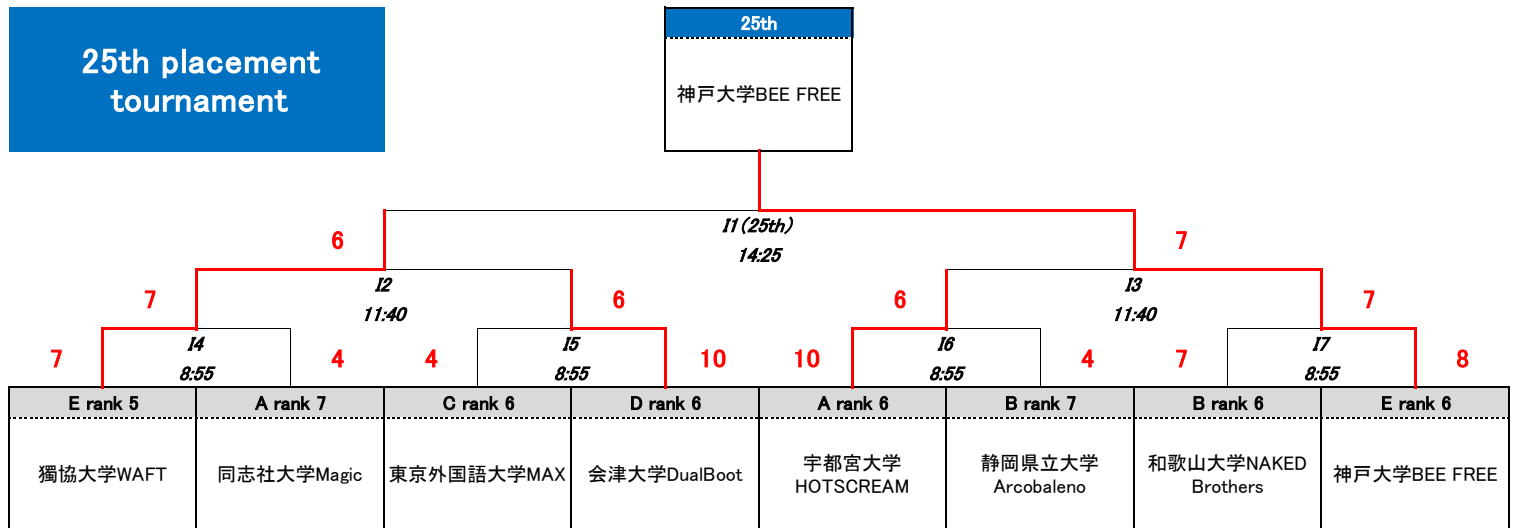 25th placement
tournament
25th
神戸大学BEE FREE
I1(25th)
14:25
6
7
I2
11:40
I3
11:40
7
6
6
7
I4
8:55
I5
8:55
I6
8:55
I7
8:55
7
4
4
10
10
4
7
8
E rank 5
A rank 7
C rank 6
D rank 6
A rank 6
B rank 7
B rank 6
E rank 6
獨協大学WAFT
同志社大学Magic
東京外国語大学MAX
会津大学DualBoot
宇都宮大学
HOTSCREAM
静岡県立大学
Arcobaleno
和歌山大学NAKED
Brothers
神戸大学BEE FREE